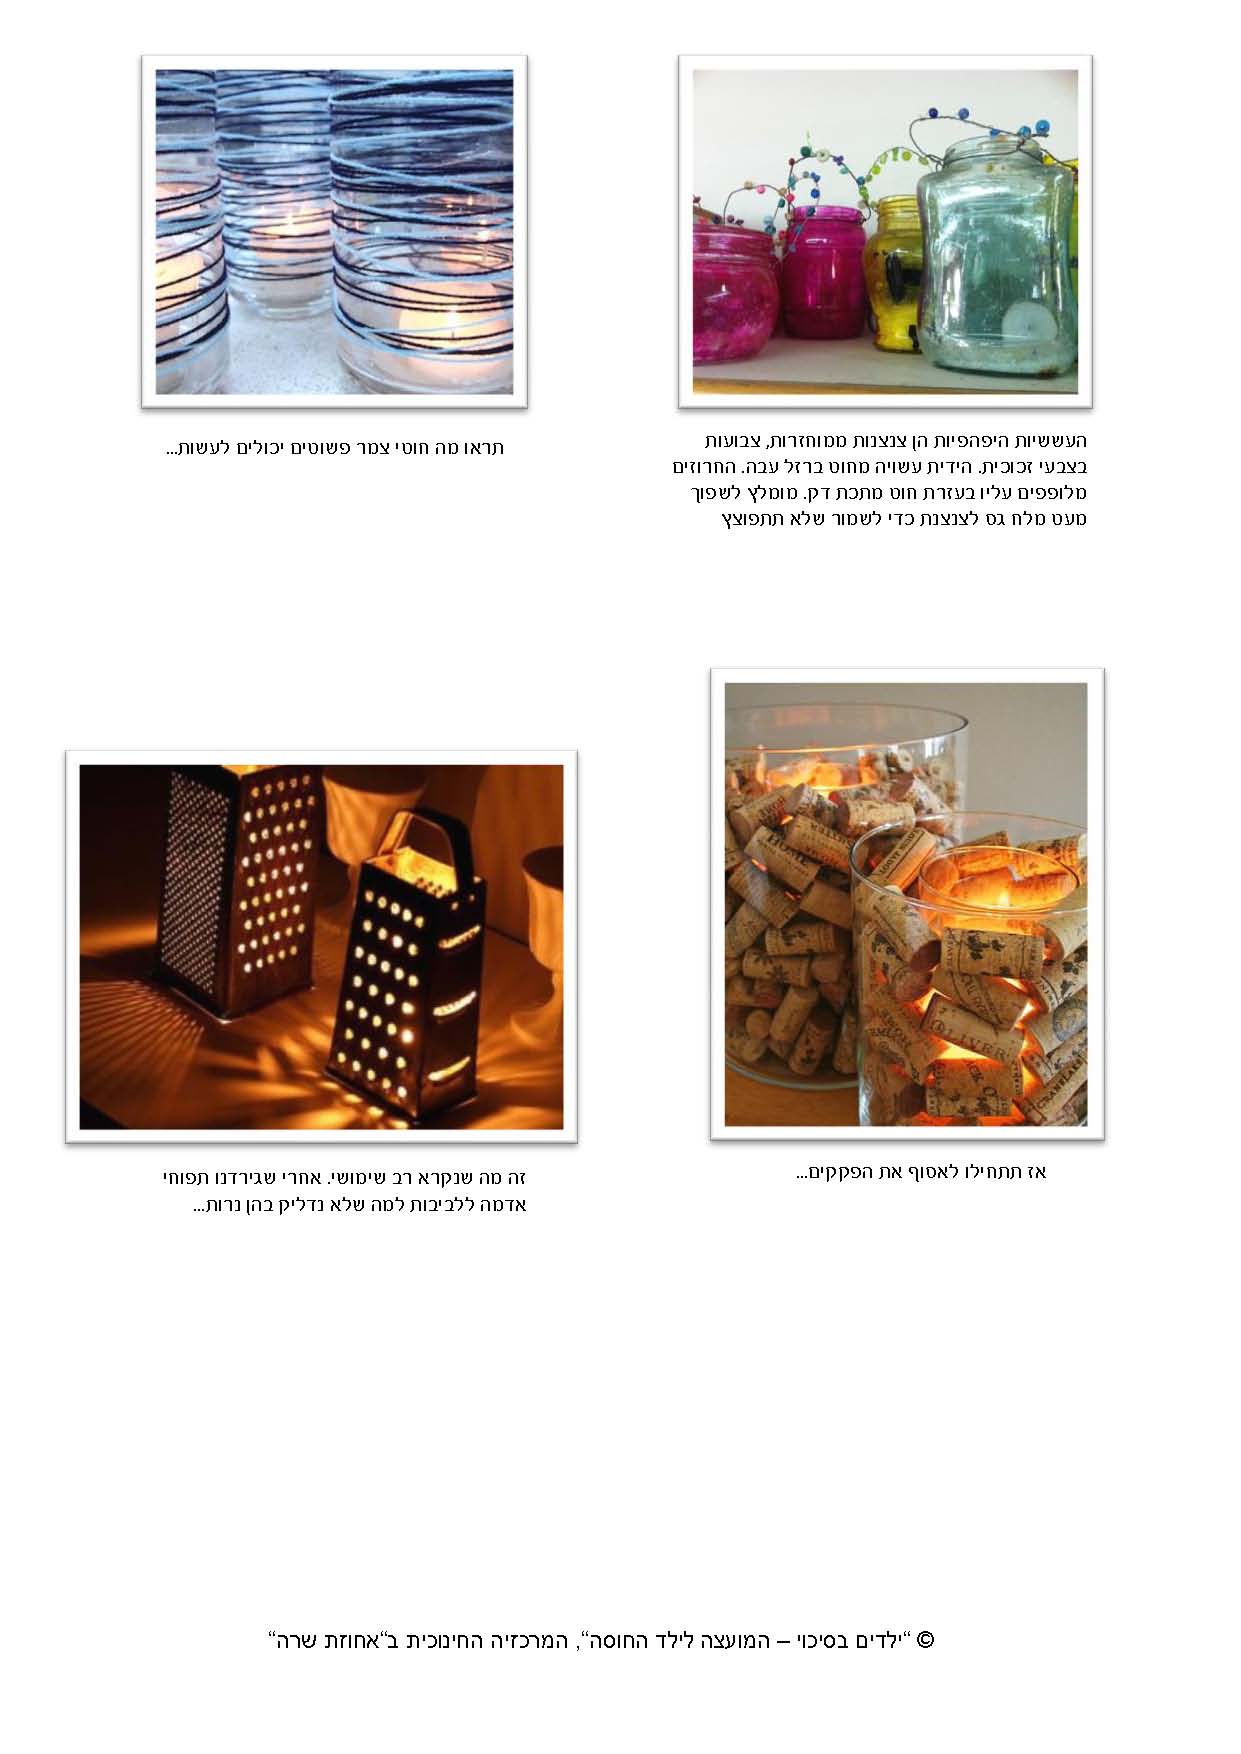 העששיות היפהפיות הן צנצנות ממוחזרות, צבועות
בצבעי זכוכית. הידית עשויה מחוט ברזל עבה. החרוזים
מלופפים עליו בעזרת חוט מתכת דק. מומלץ לשפוך
מעט מלח גס לצנצנת כדי לשמור שלא תתפוצץ
תראו מה חוטי צמר פשוטים יכולים לעשות...
אז תתחילו לאסוף את הפקקים...
זה מה שנקרא רב שימושי. אחרי שגירדנו תפוחי
אדמה ללביבות למה שלא נדליק בהן נרות...
© "ילדים בסיכוי – המועצה לילד החוסה", המרכזיה החינוכית ב"אחוזת שרה"